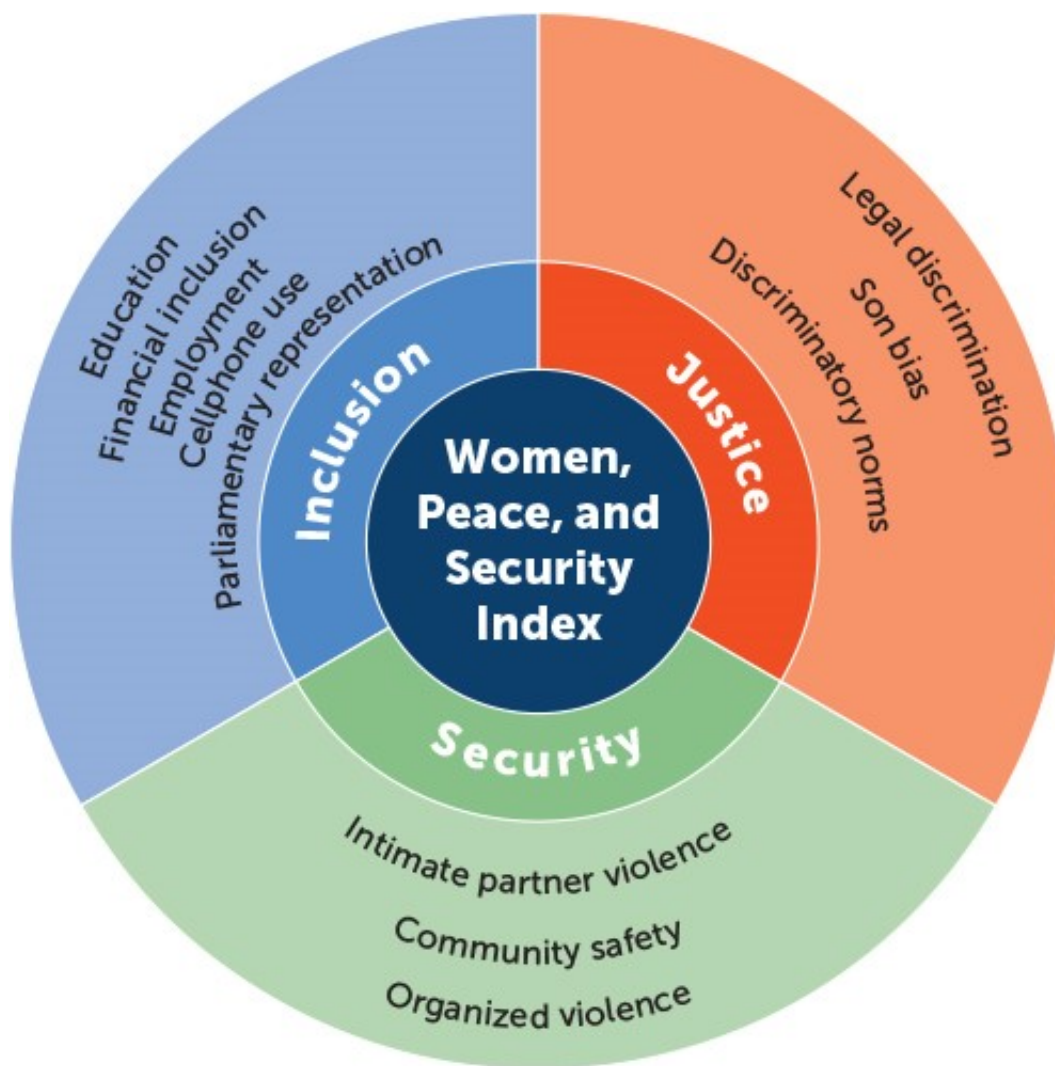 Women,
Peace, and
Security
Index
Inclusion
Education
Financial inclusion
Employment
Cellphone use
Parliamentary representation
Justice
Legal discrimination
Son bias
Discriminatory norms
Security
Intimate partner violence
Community safety
Organized violence